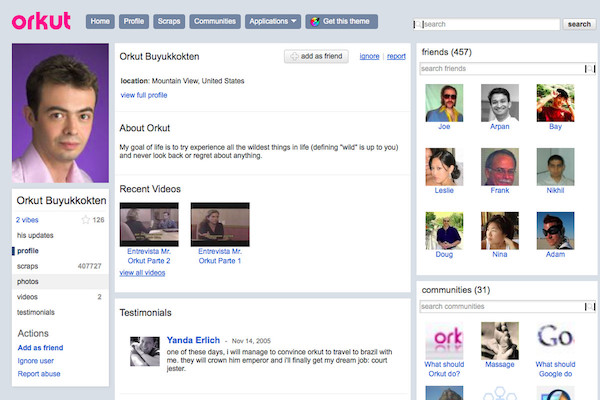 orkut
Home
Profile
Scraps
Communities
Applications
Get this theme
search
search
Orkut Buyukkokten
add as friend
ignore | report
location: Mountain View, United States
view full profile
About Orkut
My goal of life is to try experience all the wildest things in life (defining "wild" is up to you)
and never look back or regret about anything.
Recent Videos
Entrevista Mr.
Orkut Parte 2
Entrevista Mr.
Orkut Parte 1
view all videos
Testimonials
Yanda Erlich - Nov 14, 2005
one of these days, i will manage to convince orkut to travel to brazil with
me. they will crown him emperor and i'll finally get my dream job: court
jester.
Orkut Buyukkokten
2 vibes 126
his updates
profile
scraps 407727
photos
videos 2
testimonials
Actions
Add as friend
Ignore user
Report abuse
friends (457)
search friends
Joe
Arpan
Bay
Leslie
Frank
Nikhil
Doug
Nina
Adam
communities (31)
search communities
ork
Go
What should
Orkut do?
Massage
What should
Google do